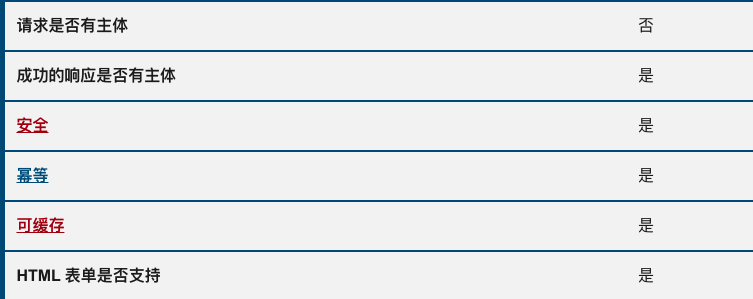 请求是否有主体 否
成功的响应是否有主体 是
安全 是
幂等 是
可缓存 是
HTML 表单是否支持 是